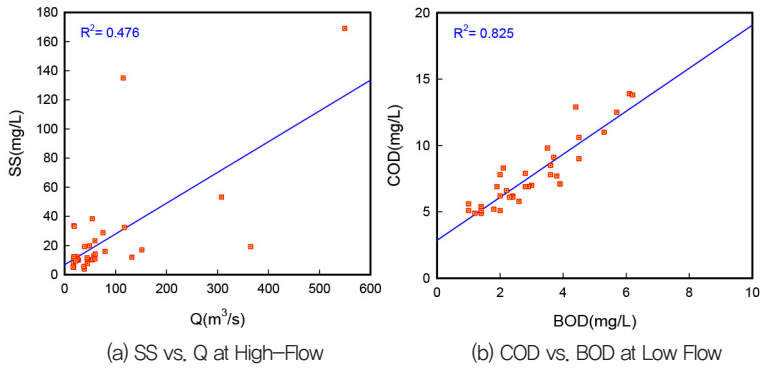 R²= 0.476
180
160
140
120
100
80
60
40
20
0
SS(mg/L)
0 100 200 300 400 500 600
Q(m³/s)
(a) SS vs. Q at High-Flow
R²= 0.825
20
15
10
5
0
COD(mg/L)
0 2 4 6 8 10
BOD(mg/L)
(b) COD vs. BOD at Low Flow